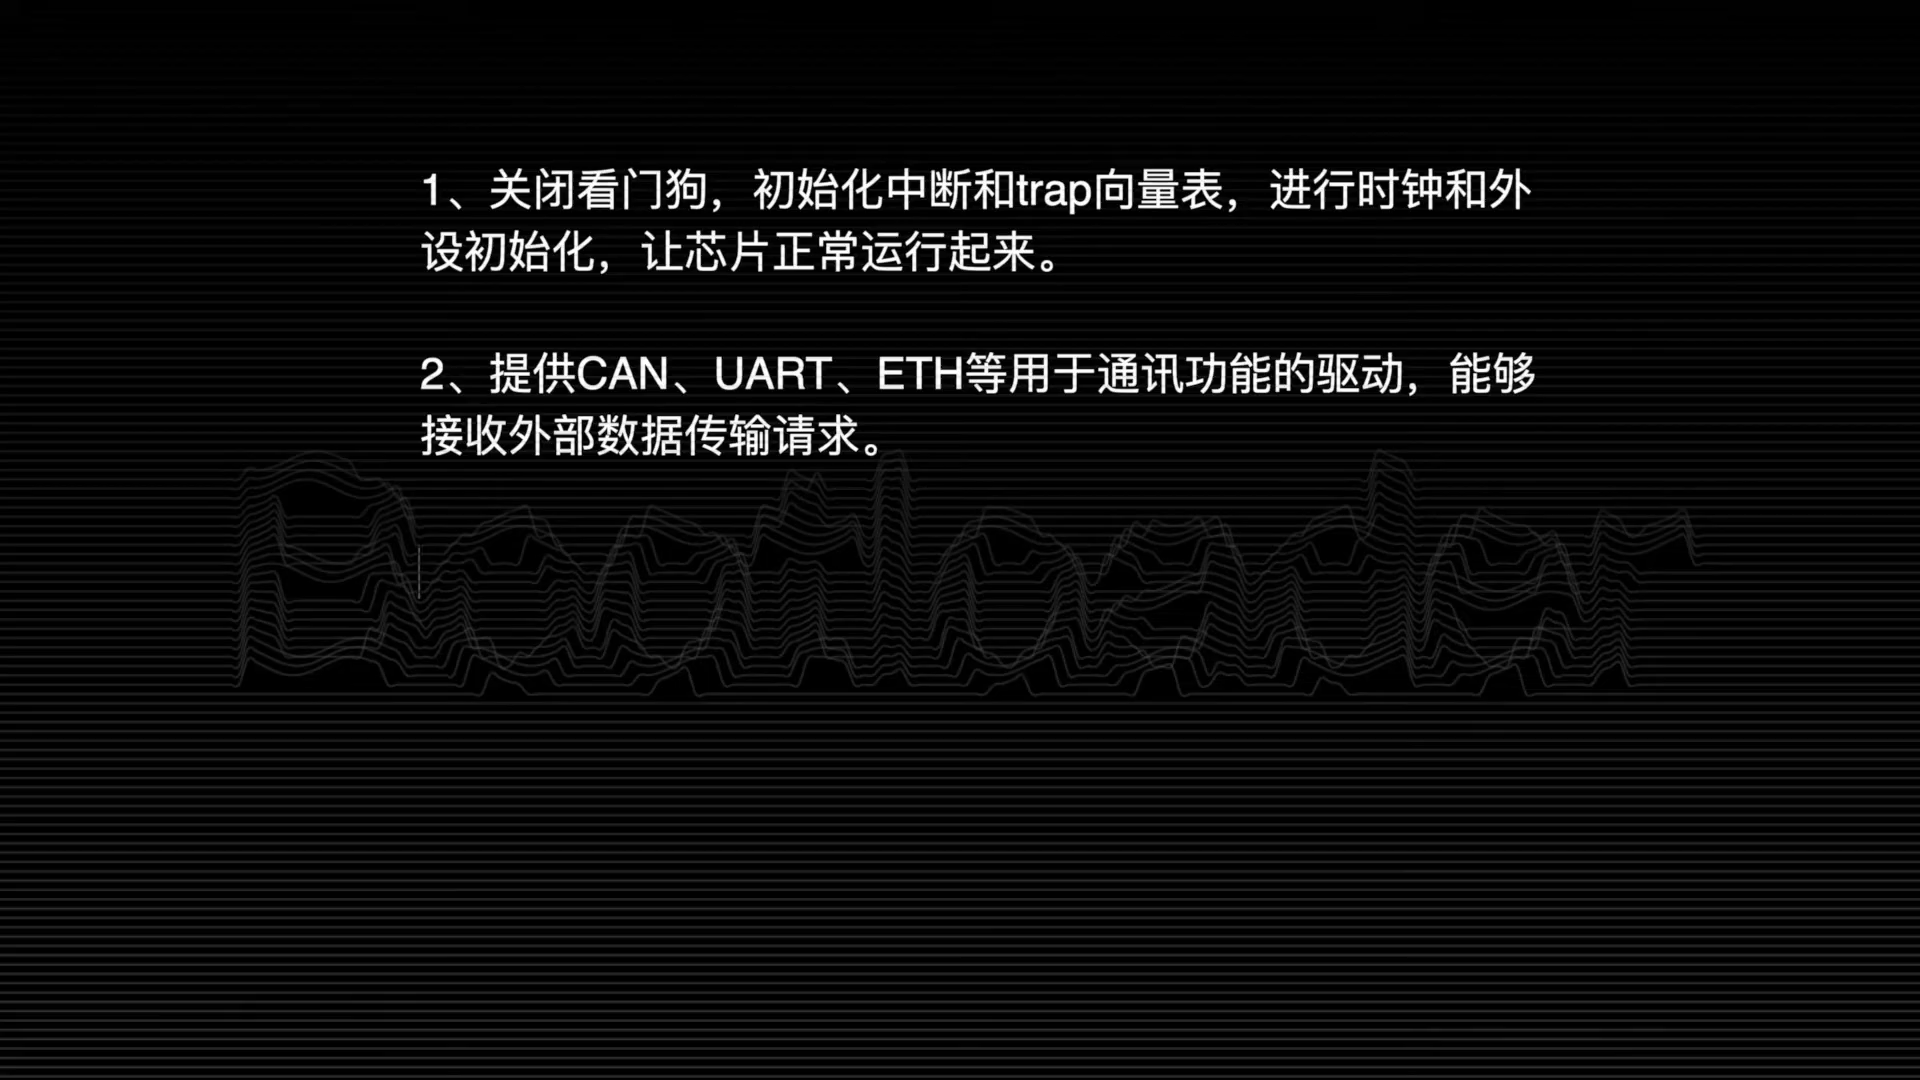 1、关闭看门狗，初始化中断和trap向量表，进行时钟和外
设初始化，让芯片正常运行起来。
2、提供CAN、UART、ETH等用于通讯功能的驱动，能够
接收外部数据传输请求。
Bootloader